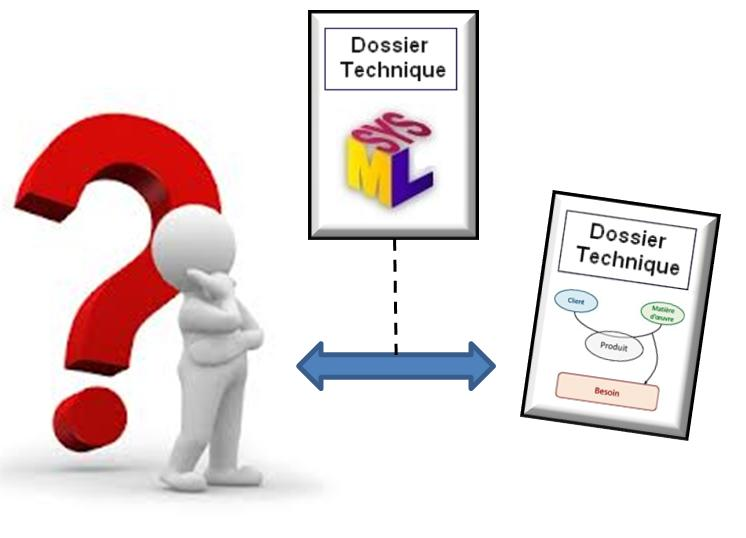 Dossier
Technique
SYS
ML
Dossier
Technique
Client
Matière
d'œuvre
Produit
Besoin